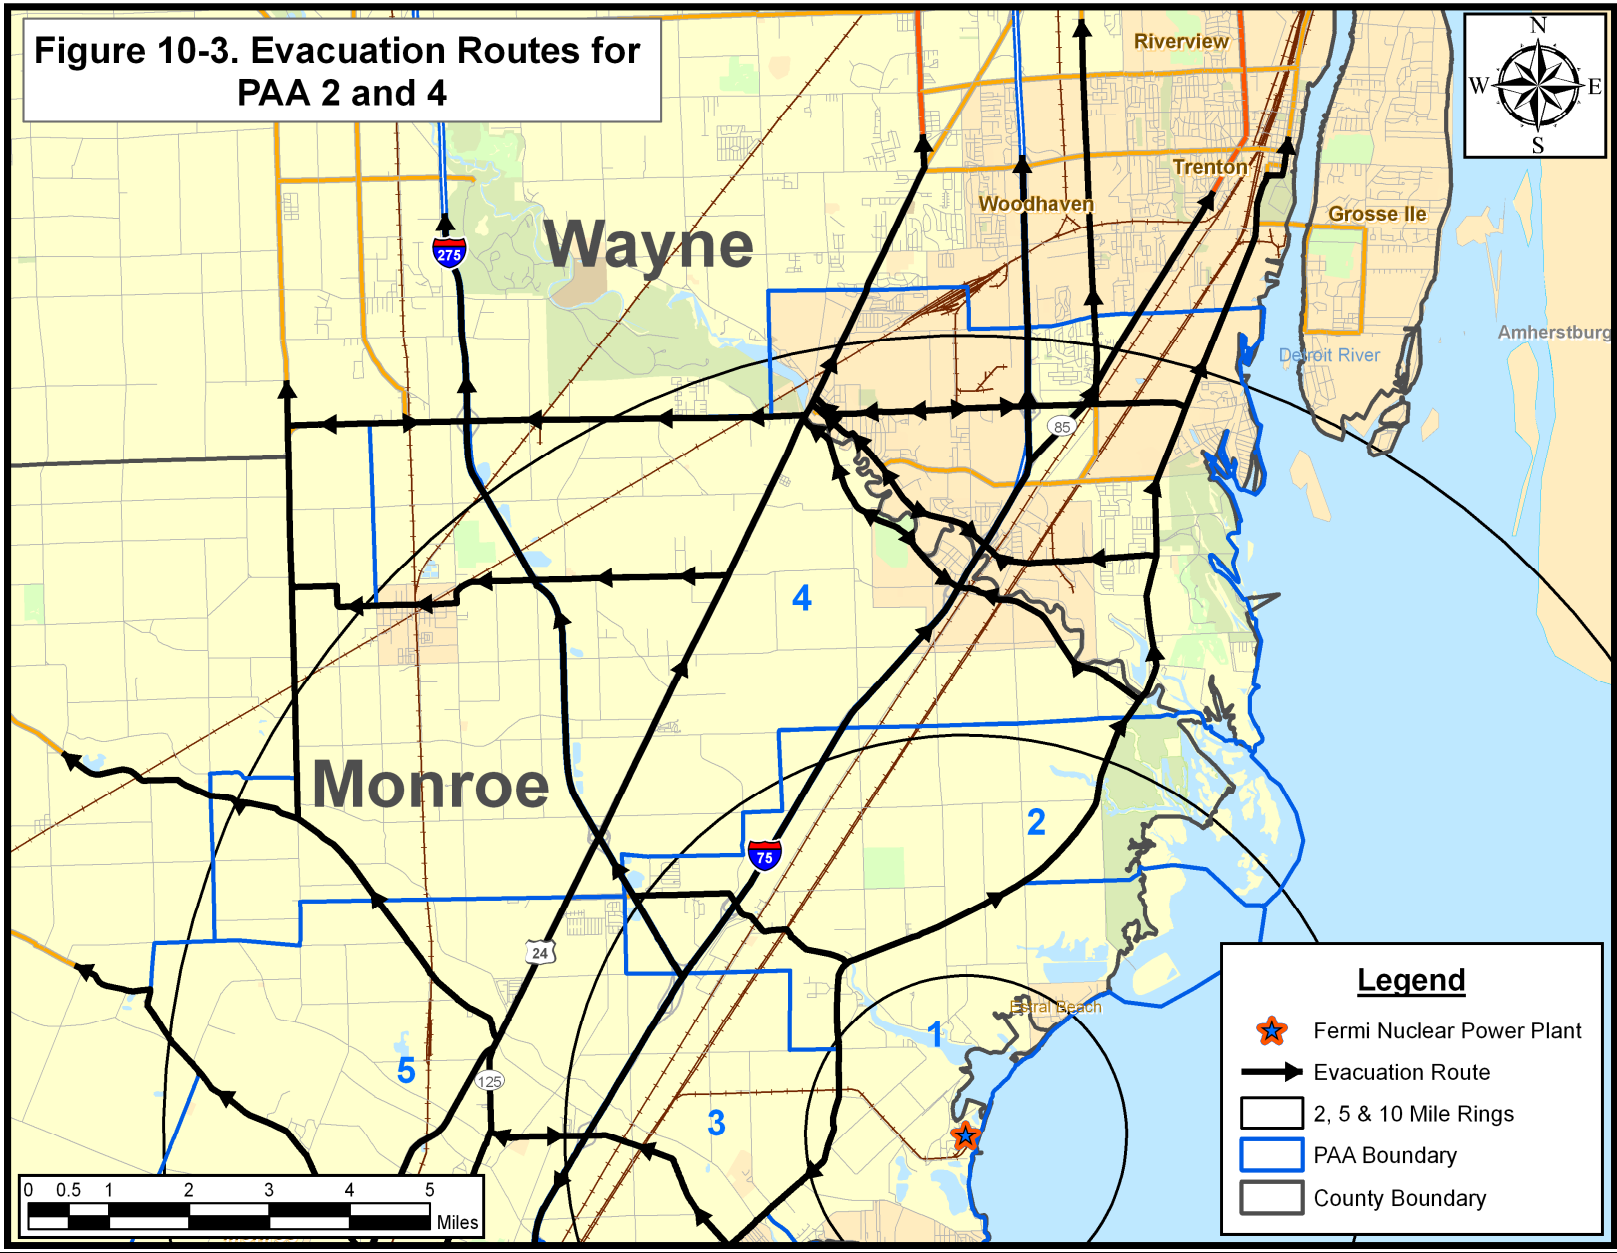 Figure 10-3. Evacuation Routes for
PAA 2 and 4
N
W
E
S
Riverview
Trenton
Woodhaven
Grosse Ile
Wayne
275
Amherstburg
Detroit River
85
4
Monroe
2
75
24
Estral Beach
1
5
125
3
Legend
Fermi Nuclear Power Plant
Evacuation Route
2, 5 & 10 Mile Rings
PAA Boundary
County Boundary
0 0.5 1 2 3 4 5
Miles